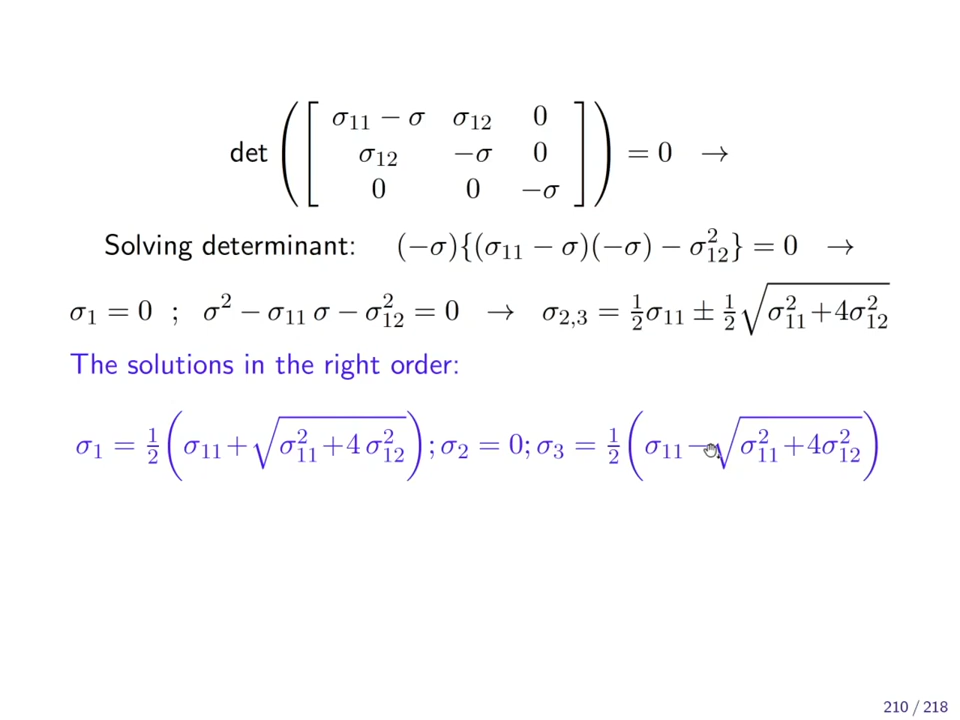 det ( [ σ₁₁ − σ σ₁₂ 0
σ₁₂ −σ 0
0 0 −σ ] ) = 0 →
Solving determinant: (−σ){(σ₁₁ − σ)(−σ) − σ₁₂²} = 0 →
σ₁ = 0 ; σ² − σ₁₁ σ − σ₁₂² = 0 → σ₂,₃ = ½σ₁₁ ± ½√(σ₁₁²+4σ₁₂²)
The solutions in the right order:
σ₁ = ½(σ₁₁+√(σ₁₁²+4 σ₁₂²)); σ₂ = 0; σ₃ = ½(σ₁₁−√(σ₁₁²+4σ₁₂²))
210 / 218